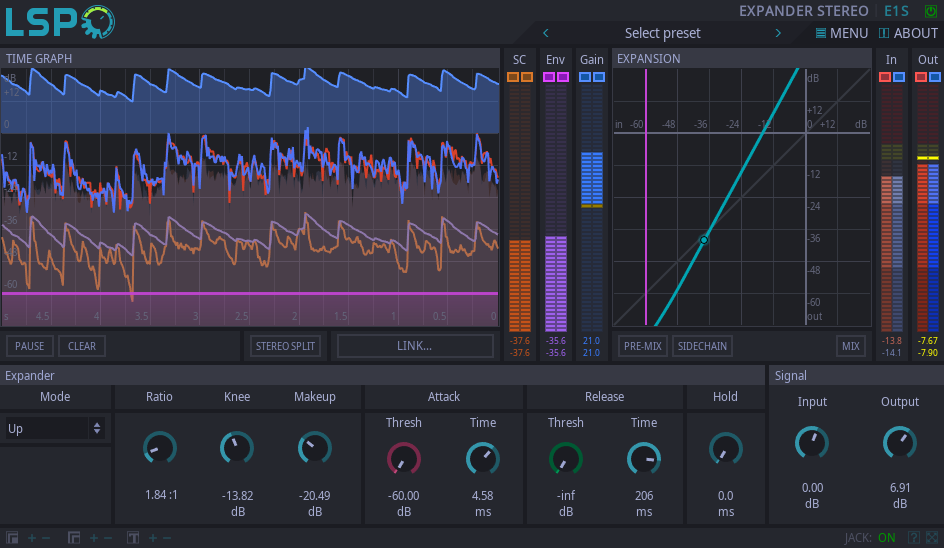 LSP
EXPANDER STEREO E1S
Select preset
MENU ABOUT
TIME GRAPH
SC Env Gain
EXPANSION
In Out
dB
+12
0
-12
-36
-60
s 4.5 4 3.5 3 2.5 2 1.5 1 0.5 0
dB
+12
in -60 -48 -36 -24 -12 0 +12 dB
-12
-24
-36
-48
-60
out
-37.6 -35.6 21.0
-37.6 -35.6 21.0
-13.8 -7.67
-14.1 -7.90
PAUSE CLEAR STEREO SPLIT LINK... PRE-MIX SIDECHAIN MIX
Expander Signal
Mode Ratio Knee Makeup Attack Release Hold
Input Output
Thresh Time Thresh Time
Up
1.84 :1 -13.82 dB -20.49 dB -60.00 dB 4.58 ms -inf dB 206 ms 0.0 ms
0.00 dB 6.91 dB
JACK: ON